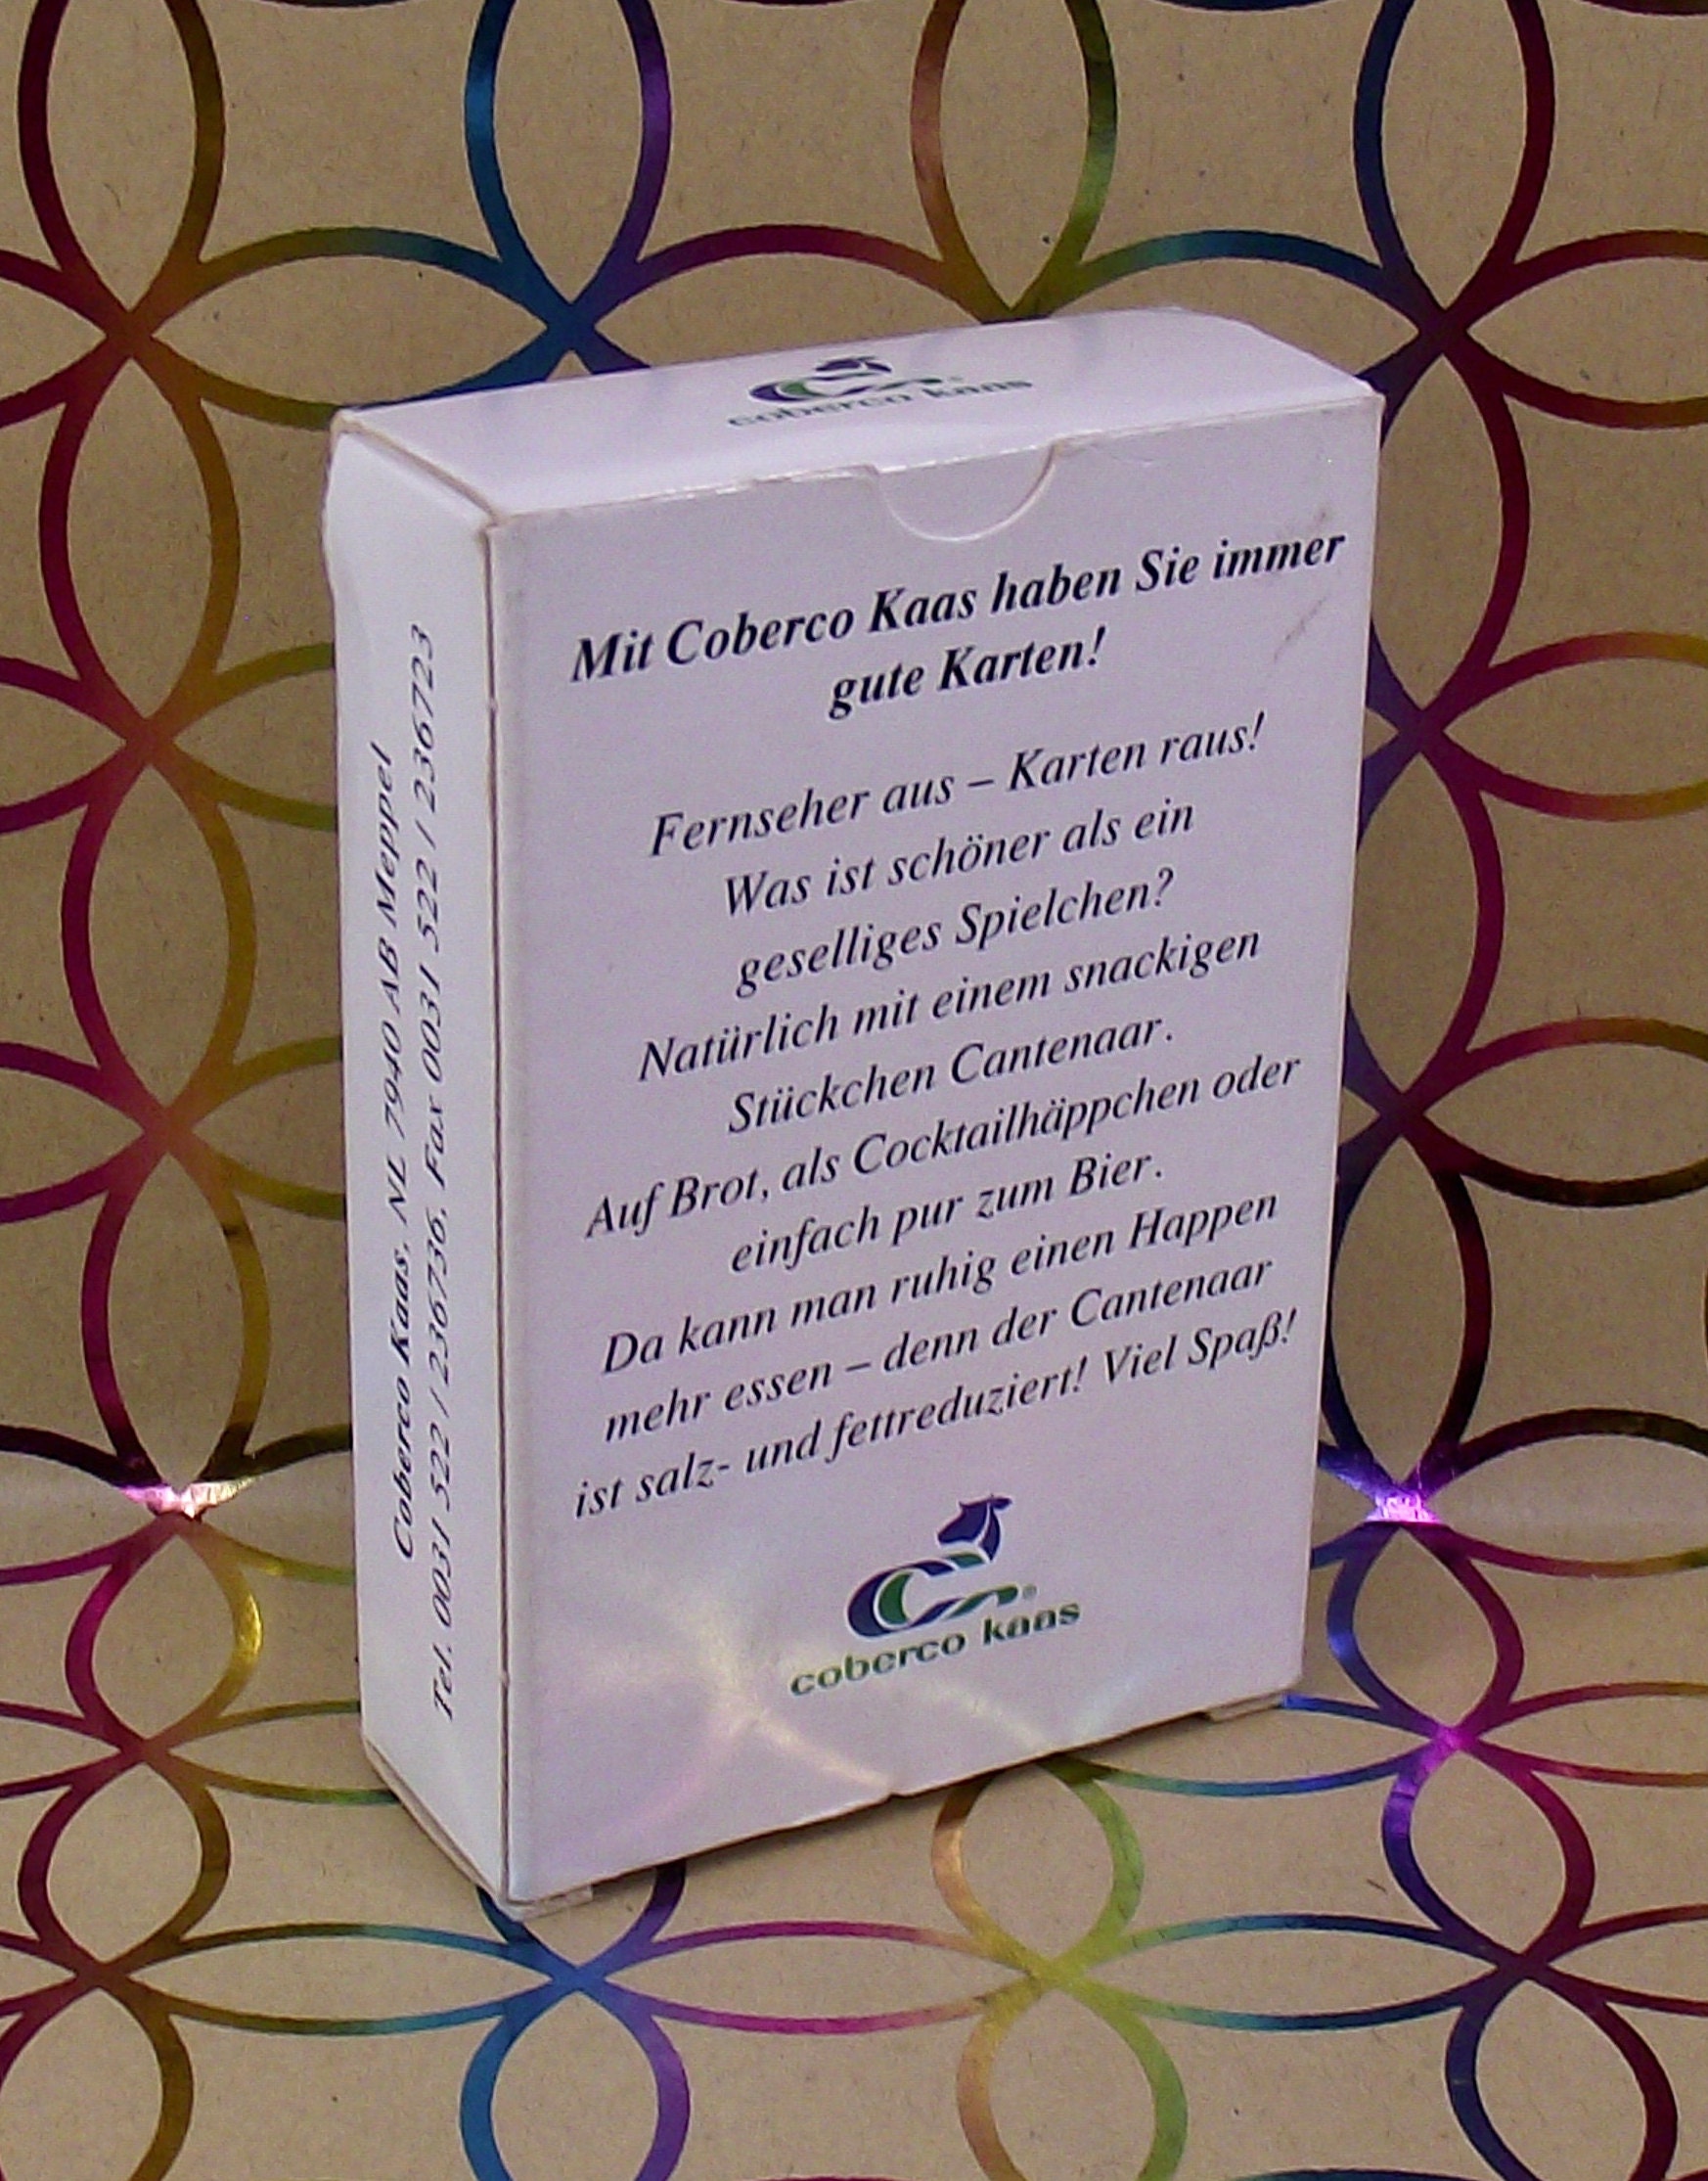 coberco kaas
Mit Coberco Kaas haben Sie immer
gute Karten!
Fernseher aus – Karten raus!
Was ist schöner als ein
geselliges Spielchen?
Natürlich mit einem snackigen
Stückchen Cantenaar.
Auf Brot, als Cocktailhäppchen oder
einfach pur zum Bier.
Da kann man ruhig einen Happen
mehr essen – denn der Cantenaar
ist salz- und fettreduziert! Viel Spaß!
coberco kaas®
Coberco Kaas, NL 7940 AB Meppel
Tel. 0031 522 / 236736, Fax 0031 522 / 236723